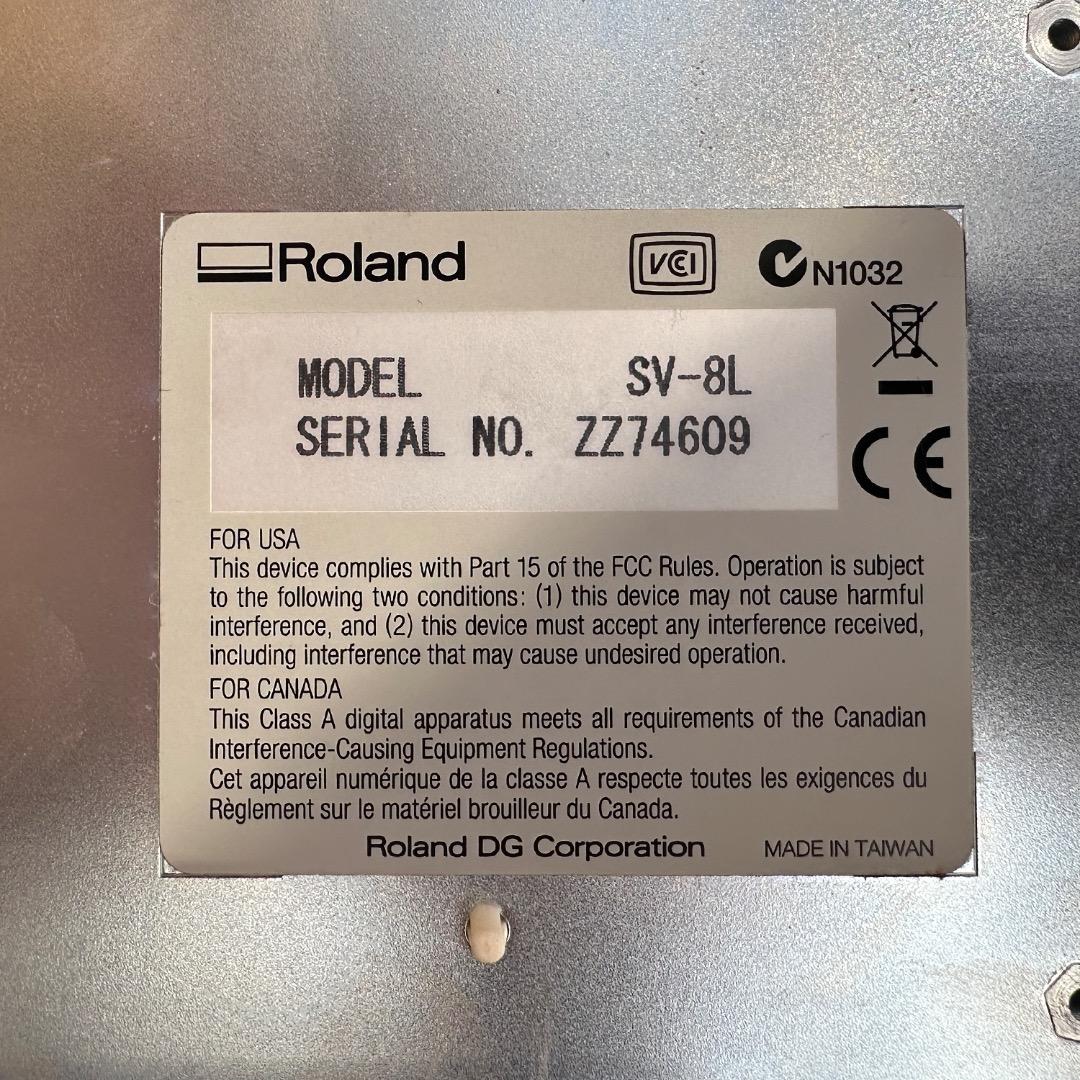 Roland
VCI
N1032
MODEL SV-8L
SERIAL NO. ZZ74609
CE
FOR USA
This device complies with Part 15 of the FCC Rules. Operation is subject
to the following two conditions: (1) this device may not cause harmful
interference, and (2) this device must accept any interference received,
including interference that may cause undesired operation.
FOR CANADA
This Class A digital apparatus meets all requirements of the Canadian
Interference-Causing Equipment Regulations.
Cet appareil numérique de la classe A respecte toutes les exigences du
Règlement sur le matériel brouilleur du Canada.
Roland DG Corporation MADE IN TAIWAN